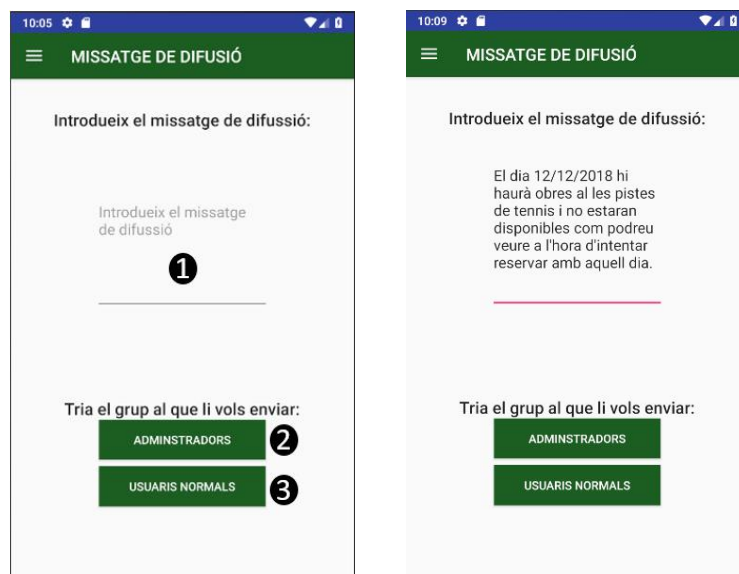 10:05
MISSATGE DE DIFUSIÓ
Introdueix el missatge de difussió:
Introdueix el missatge
de difussió
1
Tria el grup al que li vols enviar:
ADMINSTRADORS
2
USUARIS NORMALS
3
10:09
MISSATGE DE DIFUSIÓ
Introdueix el missatge de difussió:
El dia 12/12/2018 hi
haurà obres al les pistes
de tennis i no estaran
disponibles com podreu
veure a l'hora d'intentar
reservar amb aquell dia.
Tria el grup al que li vols enviar:
ADMINSTRADORS
USUARIS NORMALS